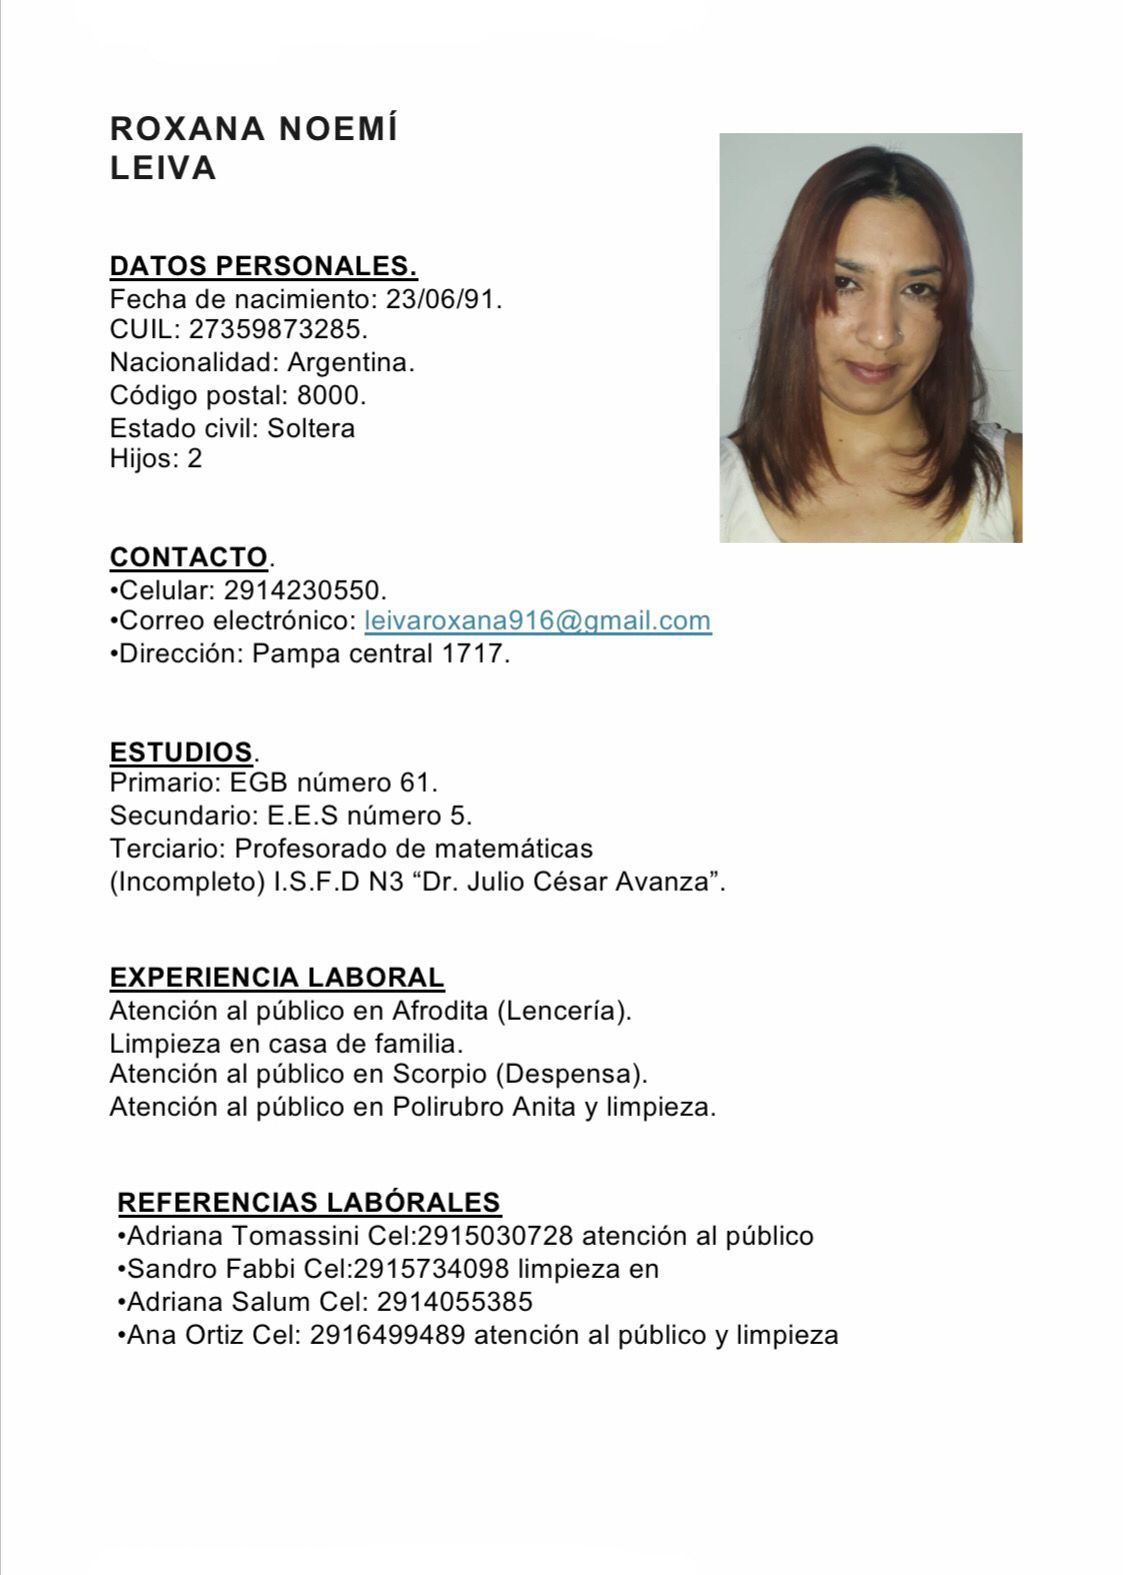 ROXANA NOEMÍ
LEIVA
DATOS PERSONALES.
Fecha de nacimiento: 23/06/91.
CUIL: 27359873285.
Nacionalidad: Argentina.
Código postal: 8000.
Estado civil: Soltera
Hijos: 2
CONTACTO.
•Celular: 2914230550.
•Correo electrónico: leivaroxana916@gmail.com
•Dirección: Pampa central 1717.
ESTUDIOS.
Primario: EGB número 61.
Secundario: E.E.S número 5.
Terciario: Profesorado de matemáticas
(Incompleto) I.S.F.D N3 “Dr. Julio César Avanza”.
EXPERIENCIA LABORAL
Atención al público en Afrodita (Lencería).
Limpieza en casa de familia.
Atención al público en Scorpio (Despensa).
Atención al público en Polirubro Anita y limpieza.
REFERENCIAS LABÓRALES
•Adriana Tomassini Cel:2915030728 atención al público
•Sandro Fabbi Cel:2915734098 limpieza en
•Adriana Salum Cel: 2914055385
•Ana Ortiz Cel: 2916499489 atención al público y limpieza